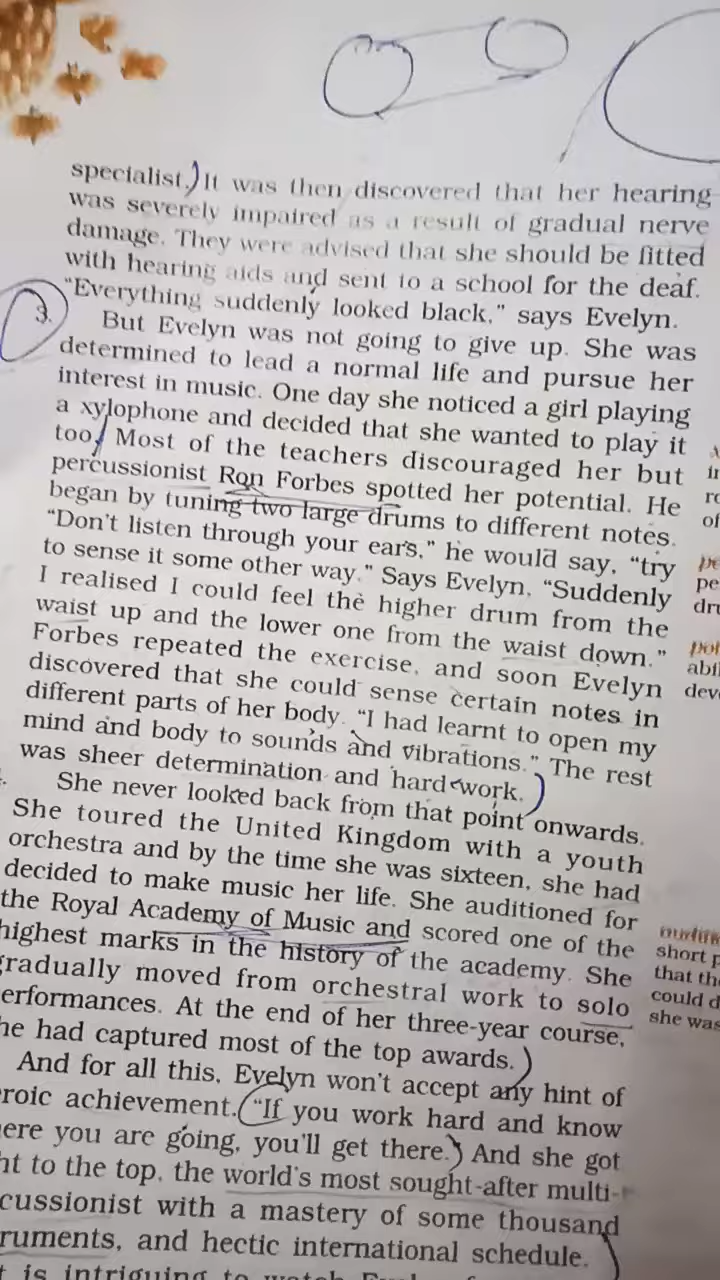 specialist. It was then discovered that her hearing
was severely impaired as a result of gradual nerve
damage. They were advised that she should be fitted
with hearing aids and sent to a school for the deaf.
"Everything suddenly looked black," says Evelyn.
3.
But Evelyn was not going to give up. She was
determined to lead a normal life and pursue her
interest in music. One day she noticed a girl playing
a xylophone and decided that she wanted to play it
too. Most of the teachers discouraged her but
percussionist Ron Forbes spotted her potential. He
began by tuning two large drums to different notes.
"Don't listen through your ears," he would say, "try
to sense it some other way." Says Evelyn, "Suddenly
I realised I could feel the higher drum from the
waist up and the lower one from the waist down."
Forbes repeated the exercise, and soon Evelyn
discovered that she could sense certain notes in
different parts of her body. "I had learnt to open my
mind and body to sounds and vibrations." The rest
was sheer determination and hard work.
She never looked back from that point onwards.
She toured the United Kingdom with a youth
orchestra and by the time she was sixteen, she had
decided to make music her life. She auditioned for
the Royal Academy of Music and scored one of the
highest marks in the history of the academy. She
gradually moved from orchestral work to solo
erformances. At the end of her three-year course,
he had captured most of the top awards.
And for all this, Evelyn won't accept any hint of
roic achievement. "If you work hard and know
ere you are going, you'll get there." And she got
ht to the top, the world's most sought-after multi-
cussionist with a mastery of some thousand
ruments, and hectic international schedule.
t is intriguing to watch
of
pe
pe
dru
pot
abil
deve
short p
that the
could d
she was